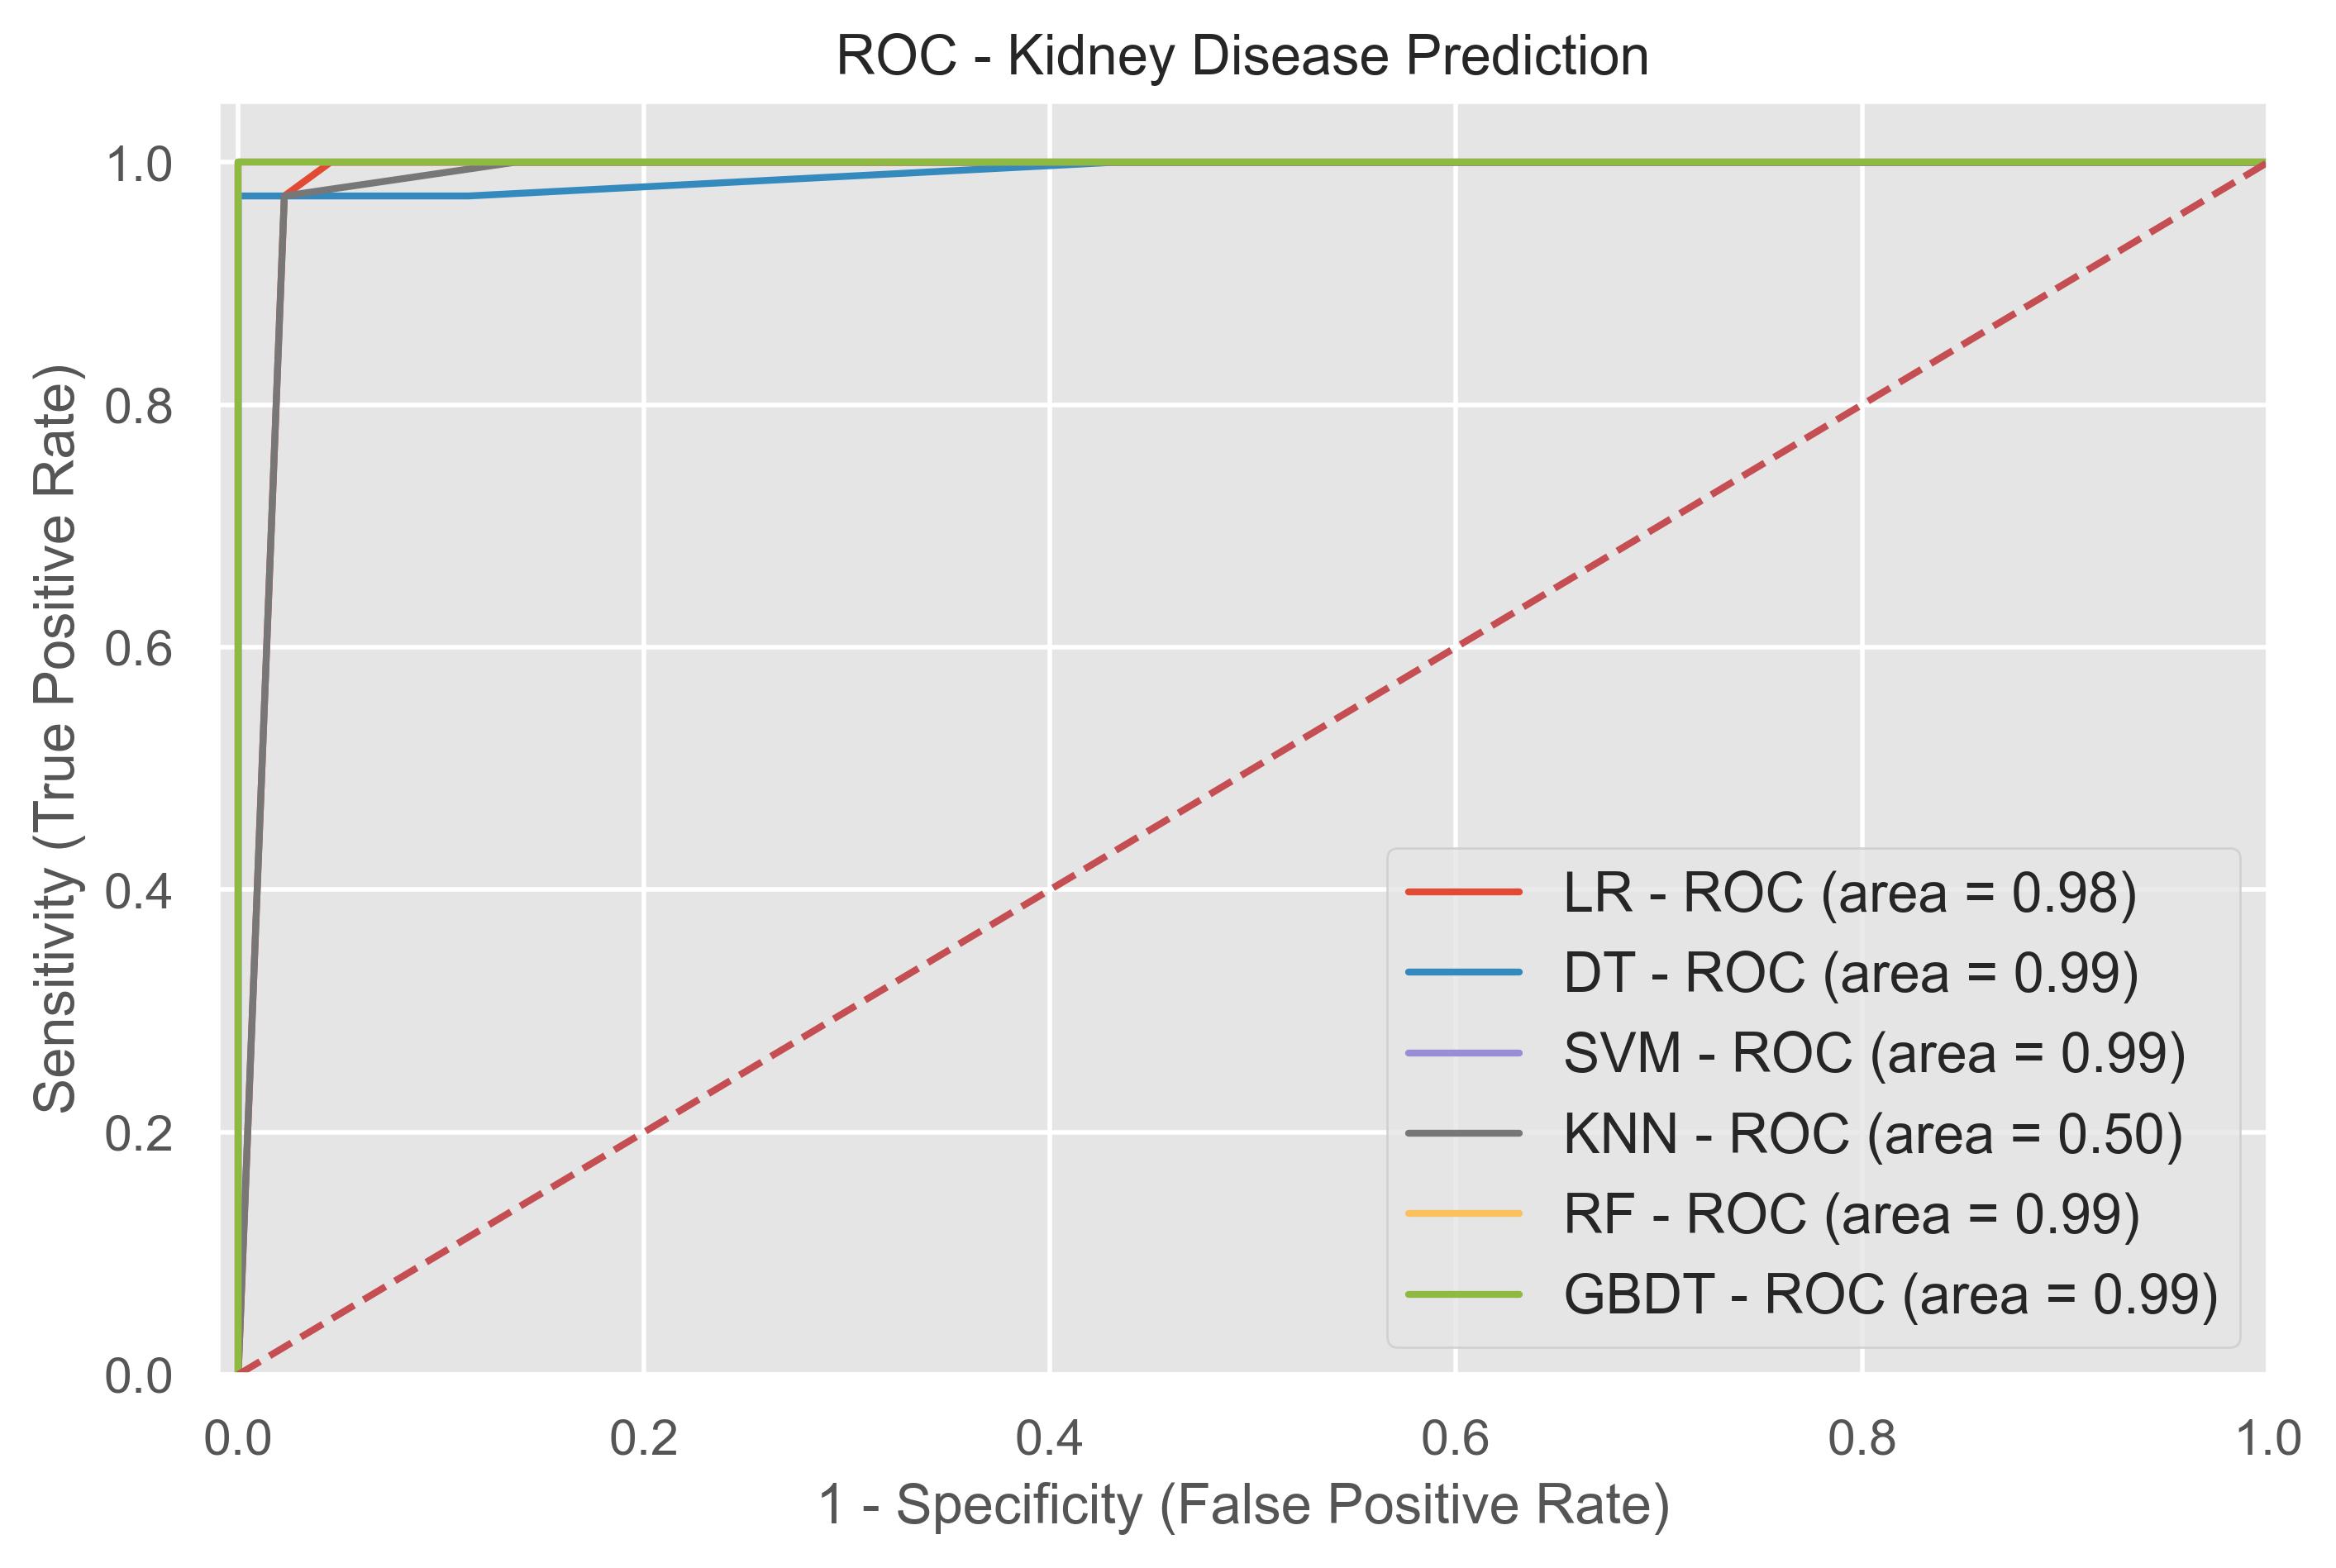 ROC - Kidney Disease Prediction
Sensitivity (True Positive Rate)
1.0
0.8
0.6
0.4
0.2
0.0
LR - ROC (area = 0.98)
DT - ROC (area = 0.99)
SVM - ROC (area = 0.99)
KNN - ROC (area = 0.50)
RF - ROC (area = 0.99)
GBDT - ROC (area = 0.99)
0.0 0.2 0.4 0.6 0.8 1.0
1 - Specificity (False Positive Rate)